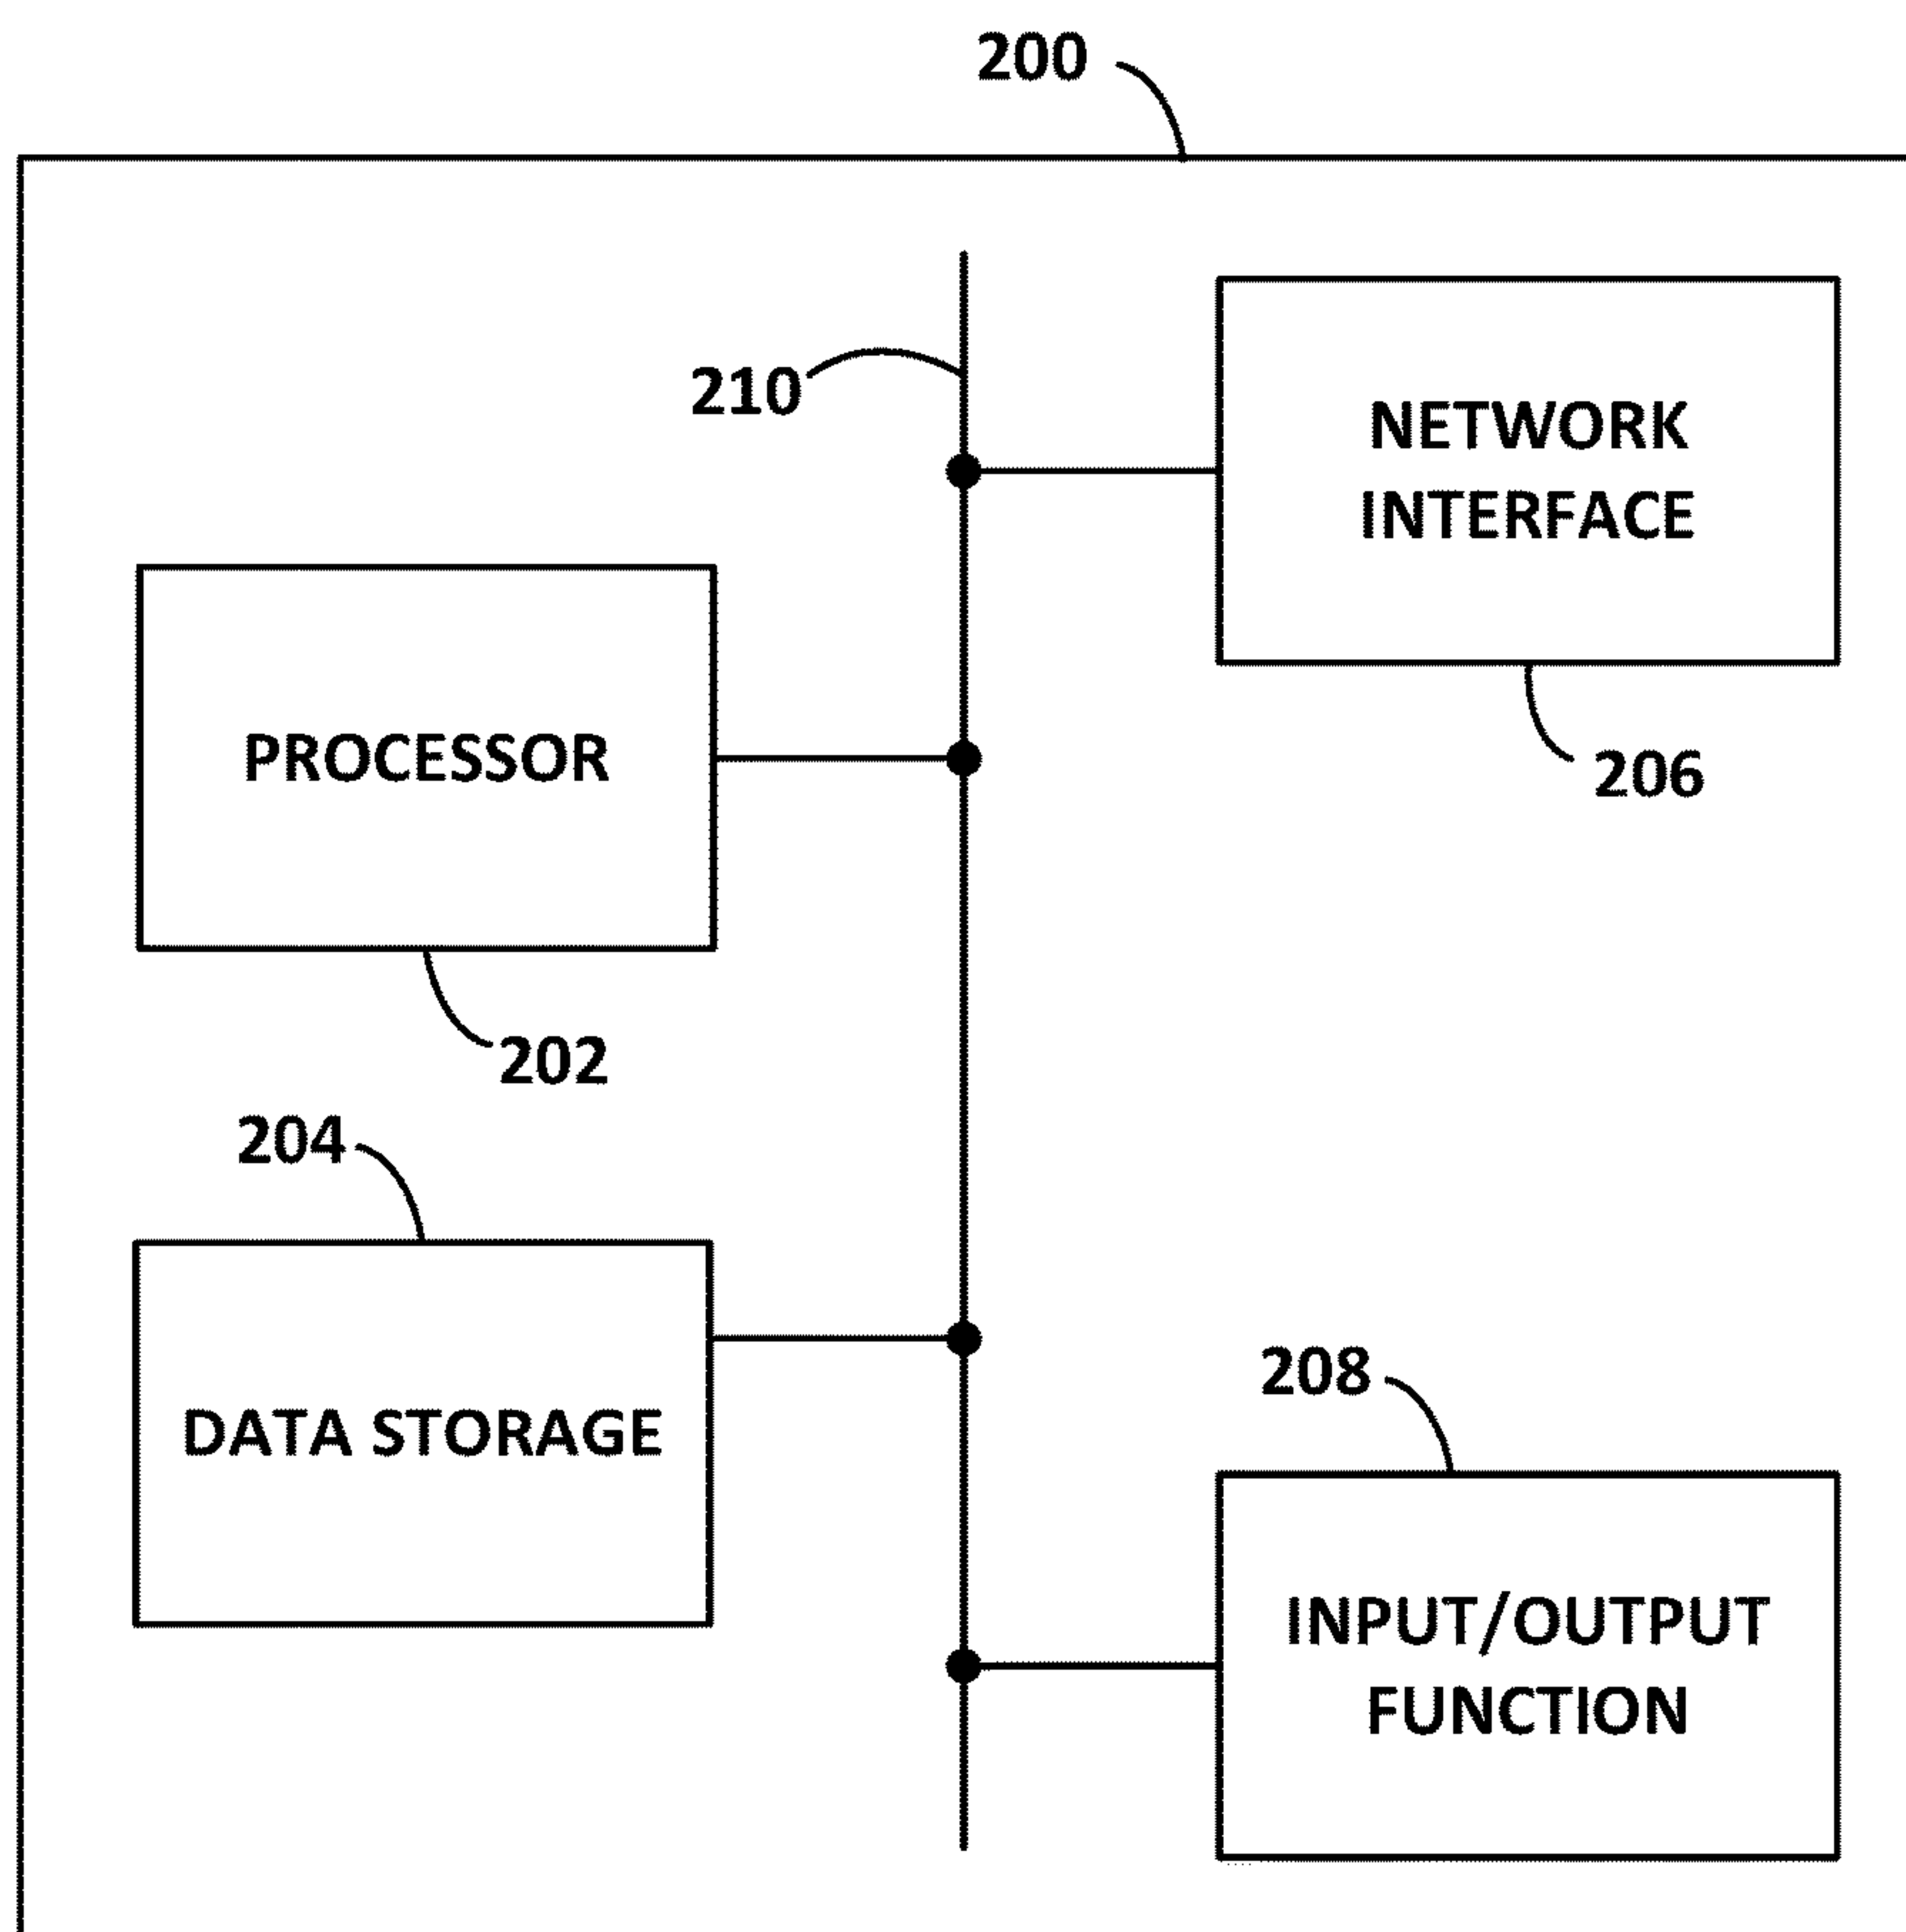 200
210
NETWORK
INTERFACE
206
PROCESSOR
202
204
DATA STORAGE
208
INPUT/OUTPUT
FUNCTION